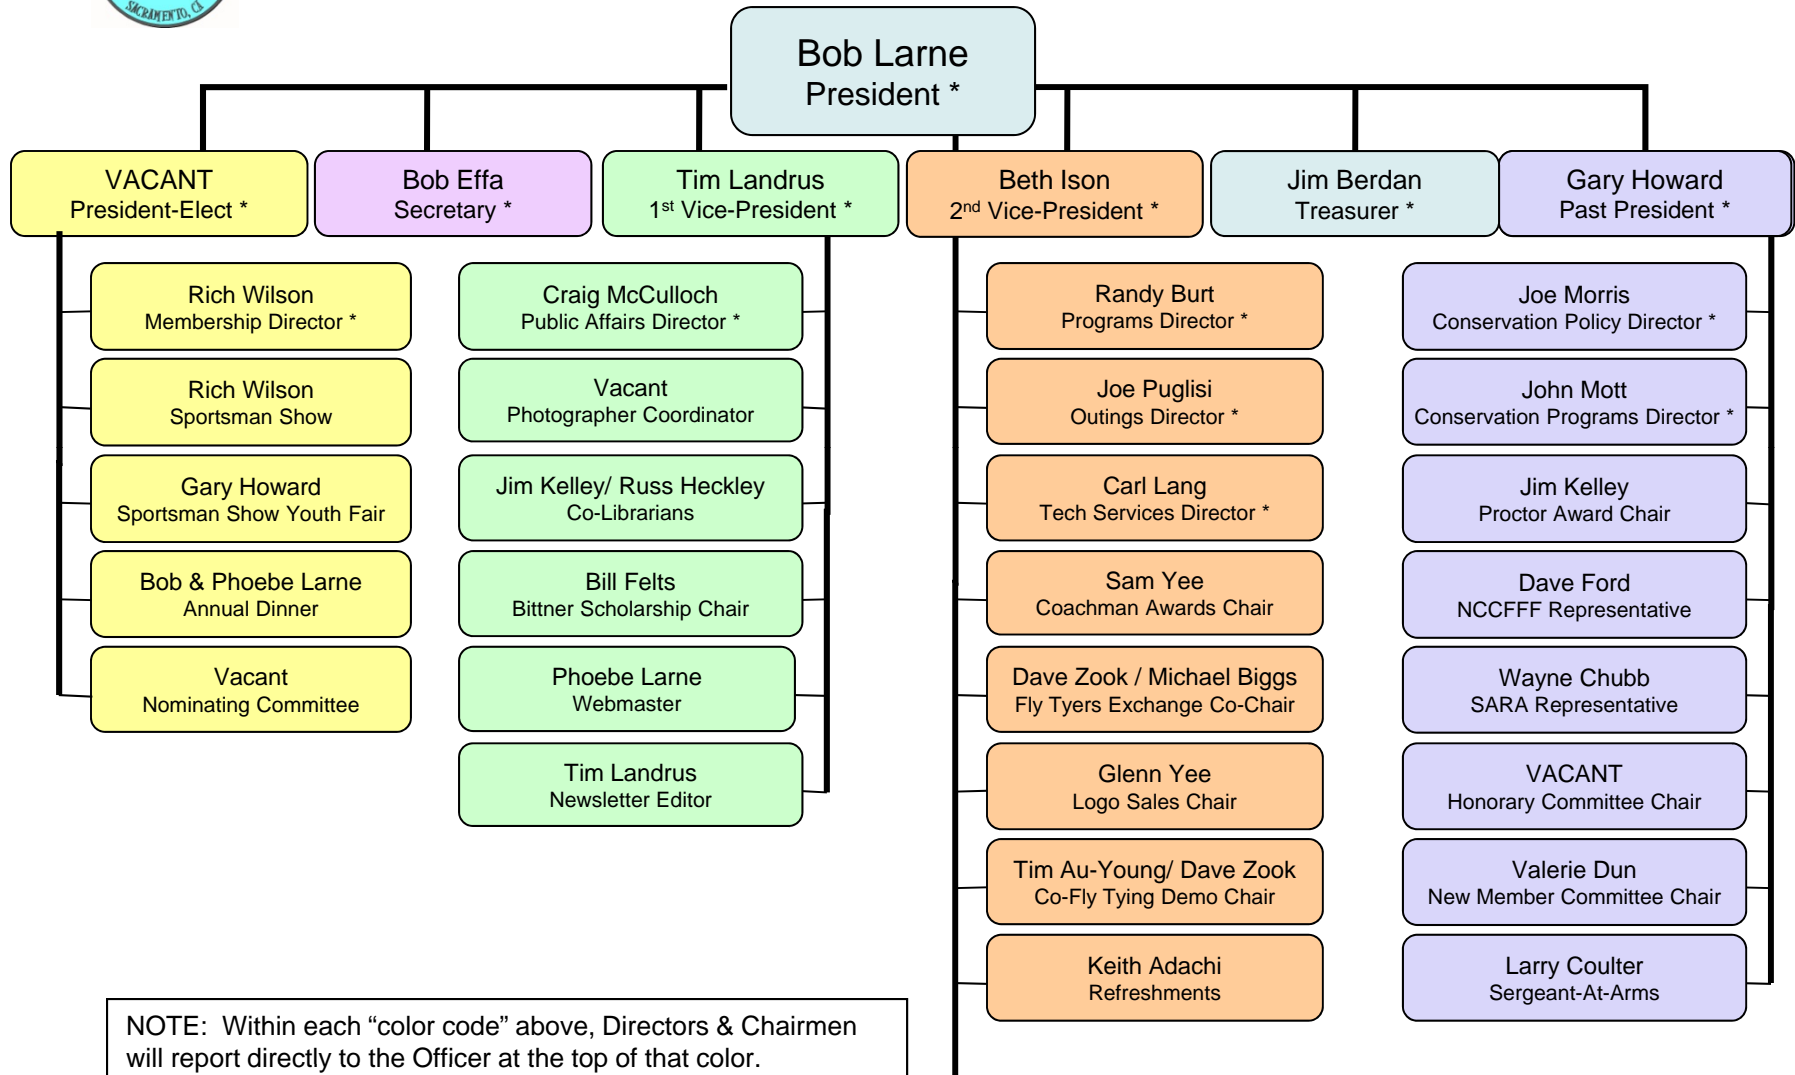 SACRAMENTO, CA
Bob Larne
President *
VACANT
President-Elect *
Bob Effa
Secretary *
Tim Landrus
1st Vice-President *
Beth Ison
2nd Vice-President *
Jim Berdan
Treasurer *
Gary Howard
Past President *
Rich Wilson
Membership Director *
Rich Wilson
Sportsman Show
Gary Howard
Sportsman Show Youth Fair
Bob & Phoebe Larne
Annual Dinner
Vacant
Nominating Committee
Craig McCulloch
Public Affairs Director *
Vacant
Photographer Coordinator
Jim Kelley/ Russ Heckley
Co-Librarians
Bill Felts
Bittner Scholarship Chair
Phoebe Larne
Webmaster
Tim Landrus
Newsletter Editor
Randy Burt
Programs Director *
Joe Puglisi
Outings Director *
Carl Lang
Tech Services Director *
Sam Yee
Coachman Awards Chair
Dave Zook / Michael Biggs
Fly Tyers Exchange Co-Chair
Glenn Yee
Logo Sales Chair
Tim Au-Young/ Dave Zook
Co-Fly Tying Demo Chair
Keith Adachi
Refreshments
Joe Morris
Conservation Policy Director *
John Mott
Conservation Programs Director *
Jim Kelley
Proctor Award Chair
Dave Ford
NCCFFF Representative
Wayne Chubb
SARA Representative
VACANT
Honorary Committee Chair
Valerie Dun
New Member Committee Chair
Larry Coulter
Sergeant-At-Arms
NOTE:  Within each “color code” above, Directors & Chairmen
will report directly to the Officer at the top of that color.